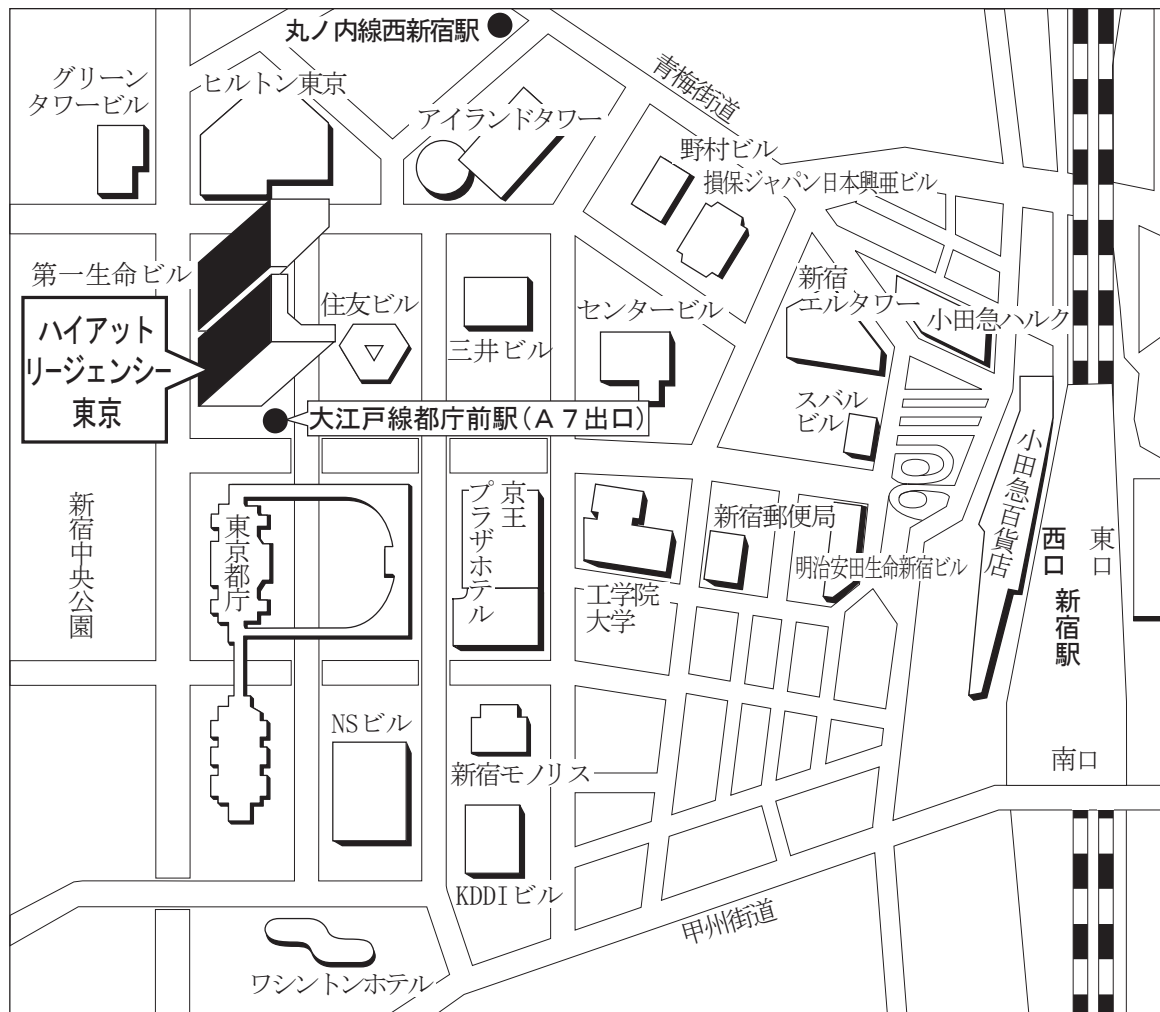 丸ノ内線西新宿駅
グリーン
タワービル
ヒルトン東京
青梅街道
アイランドタワー
野村ビル
損保ジャパン日本興亜ビル
第一生命ビル
住友ビル
新宿
エルタワー
センタービル
小田急ハルク
ハイアット
リージェンシー
東京
三井ビル
スバル
ビル
大江戸線都庁前駅(A7出口)
小田急百貨店
新宿中央公園
東京都庁
京王
プラザホテル
新宿郵便局
西口
東口
明治安田生命新宿ビル
工学院
大学
新宿駅
NSビル
南口
新宿モノリス
KDDIビル
甲州街道
ワシントンホテル